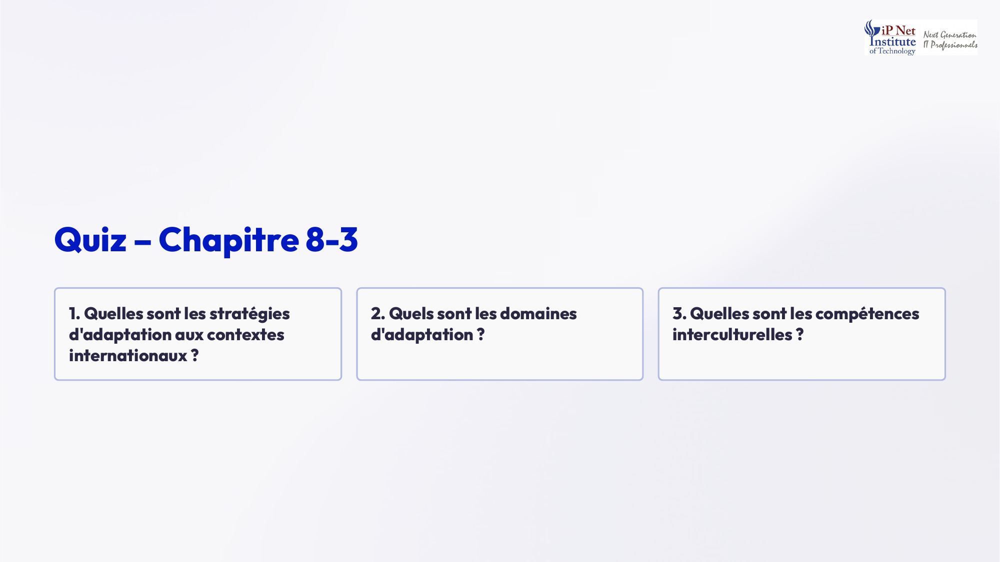 iP Net
Institute
of Technology
Next Generation
IT Professionnels
Quiz – Chapitre 8-3
1. Quelles sont les stratégies
d'adaptation aux contextes
internationaux ?
2. Quels sont les domaines
d'adaptation ?
3. Quelles sont les compétences
interculturelles ?